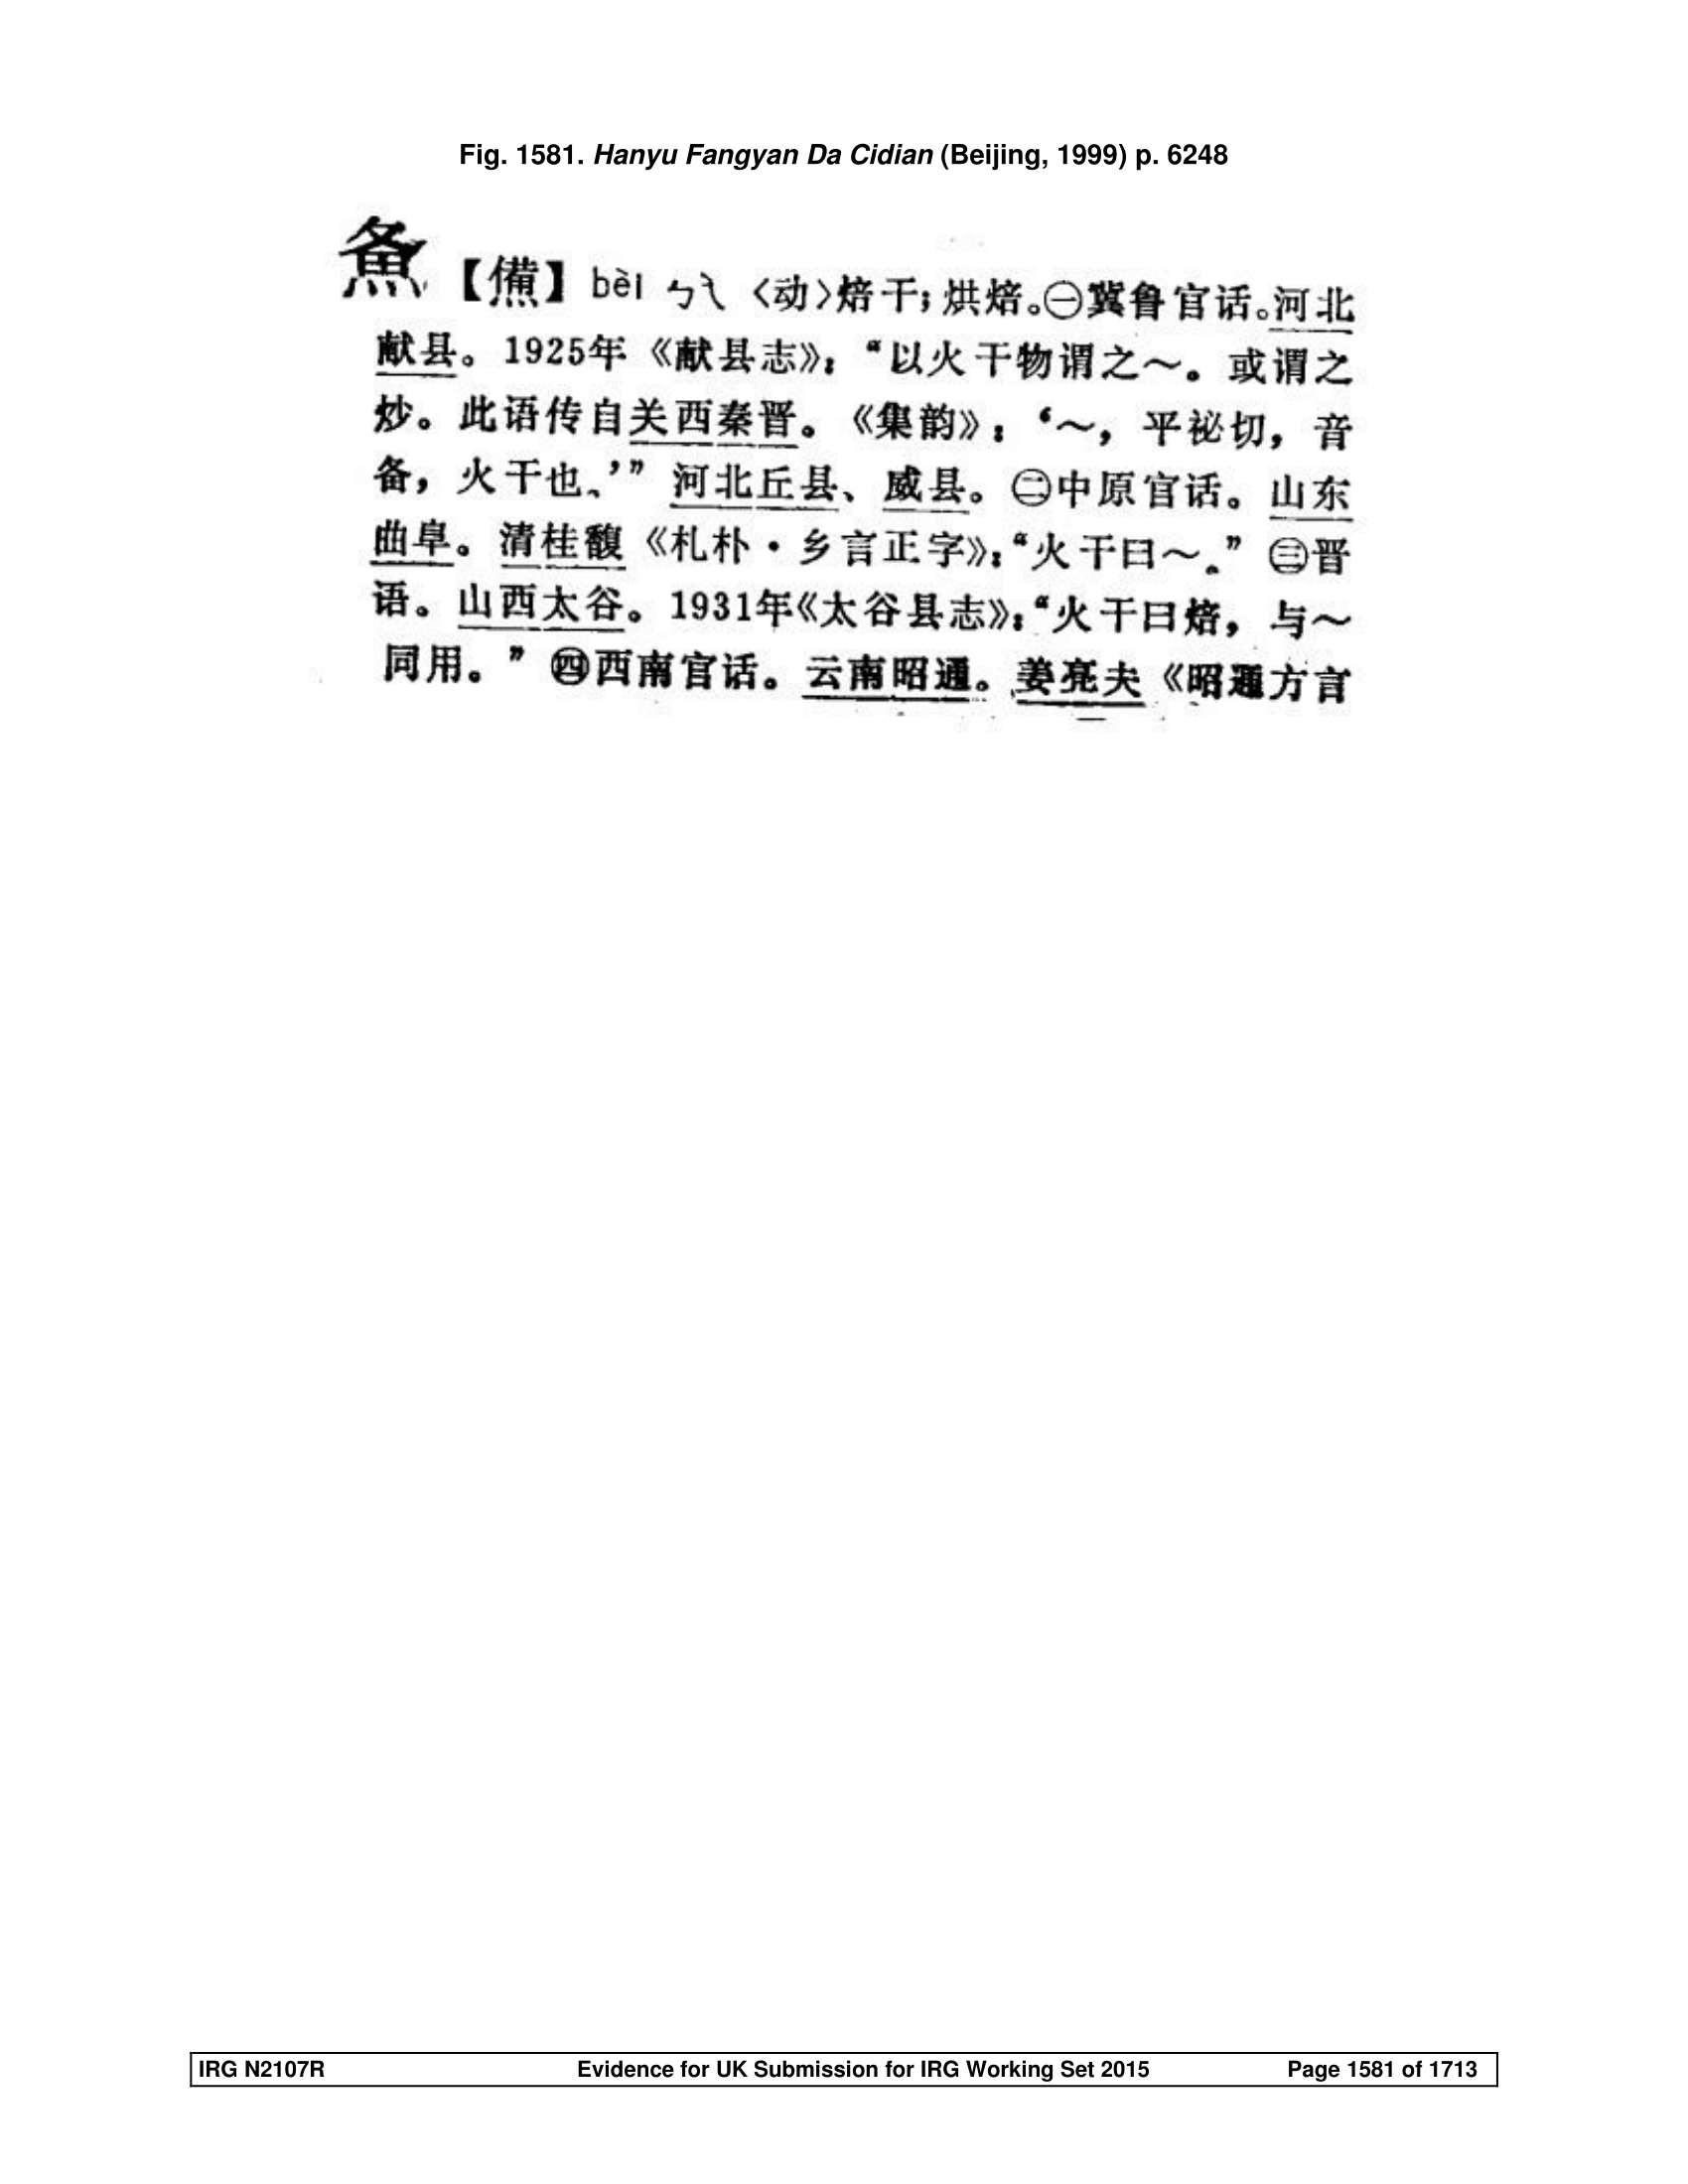 Fig. 1581. Hanyu Fangyan Da Cidian (Beijing, 1999) p. 6248
【】bèi ㄅㄟ〈动〉焙干;烘焙。㊀冀鲁官话。河北
献县。1925年《献县志》:“以火干物谓之～。或谓之
炒。此语传自关西秦晋。《集韵》:‘～,平祕切,音
备,火干也。’”河北丘县、威县。㊁中原官话。山东
曲阜。清桂馥《札朴·乡言正字》:“火干曰～。”㊂晋
语。山西太谷。1931年《太谷县志》:“火干曰焙,与～
同用。”㊃西南官话。云南昭通。姜亮夫《昭通方言
IRG N2107R Evidence for UK Submission for IRG Working Set 2015 Page 1581 of 1713